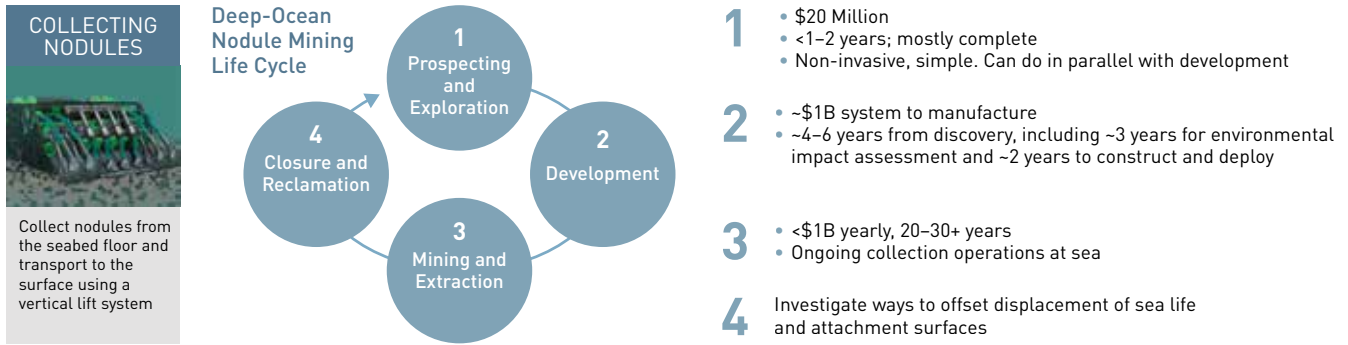 COLLECTING
NODULES
Collect nodules from
the seabed floor and
transport to the
surface using a
vertical lift system
Deep-Ocean
Nodule Mining
Life Cycle
1
Prospecting
and
Exploration
2
Development
3
Mining and
Extraction
4
Closure and
Reclamation
1
• $20 Million
• <1–2 years; mostly complete
• Non-invasive, simple. Can do in parallel with development
2
• ~$1B system to manufacture
• ~4–6 years from discovery, including ~3 years for environmental
impact assessment and ~2 years to construct and deploy
3
• <$1B yearly, 20–30+ years
• Ongoing collection operations at sea
4
Investigate ways to offset displacement of sea life
and attachment surfaces